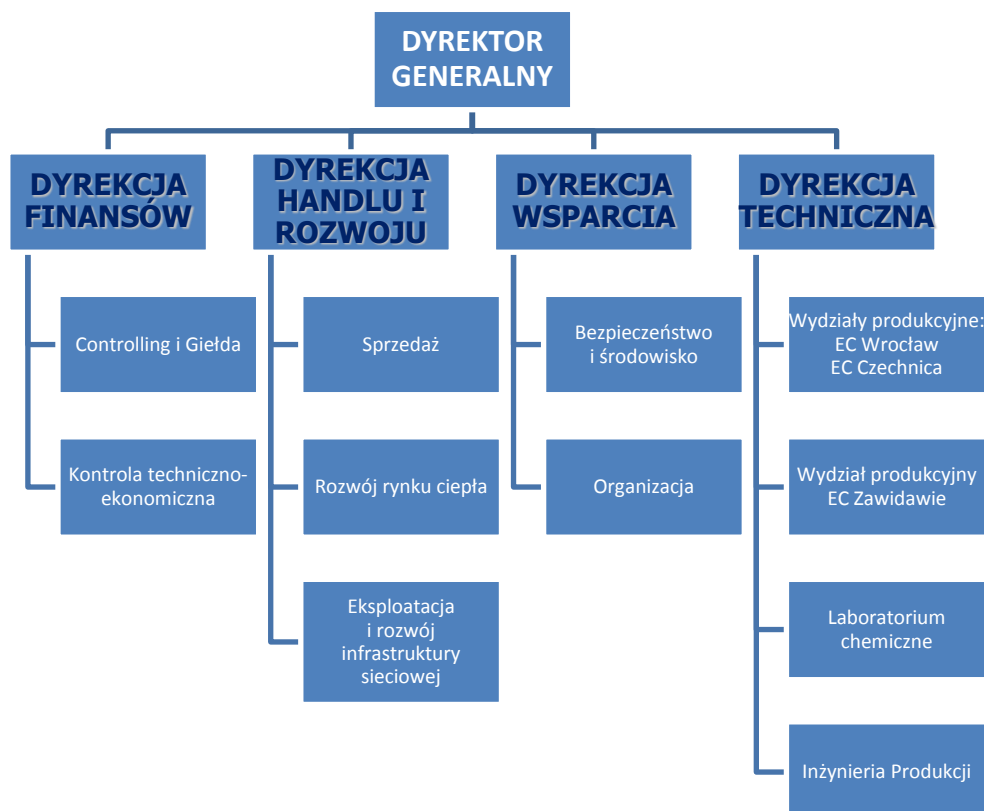 DYREKTOR
GENERALNY
DYREKCJA
FINANSÓW
Controlling i Giełda
Kontrola techniczno-
ekonomiczna
DYREKCJA
HANDLU I
ROZWOJU
Sprzedaż
Rozwój rynku ciepła
Eksploatacja
i rozwój
infrastruktury
sieciowej
DYREKCJA
WSPARCIA
Bezpieczeństwo
i środowisko
Organizacja
DYREKCJA
TECHNICZNA
Wydziały produkcyjne:
EC Wrocław
EC Czechnica
Wydział produkcyjny
EC Zawidawie
Laboratorium
chemiczne
Inżynieria Produkcji